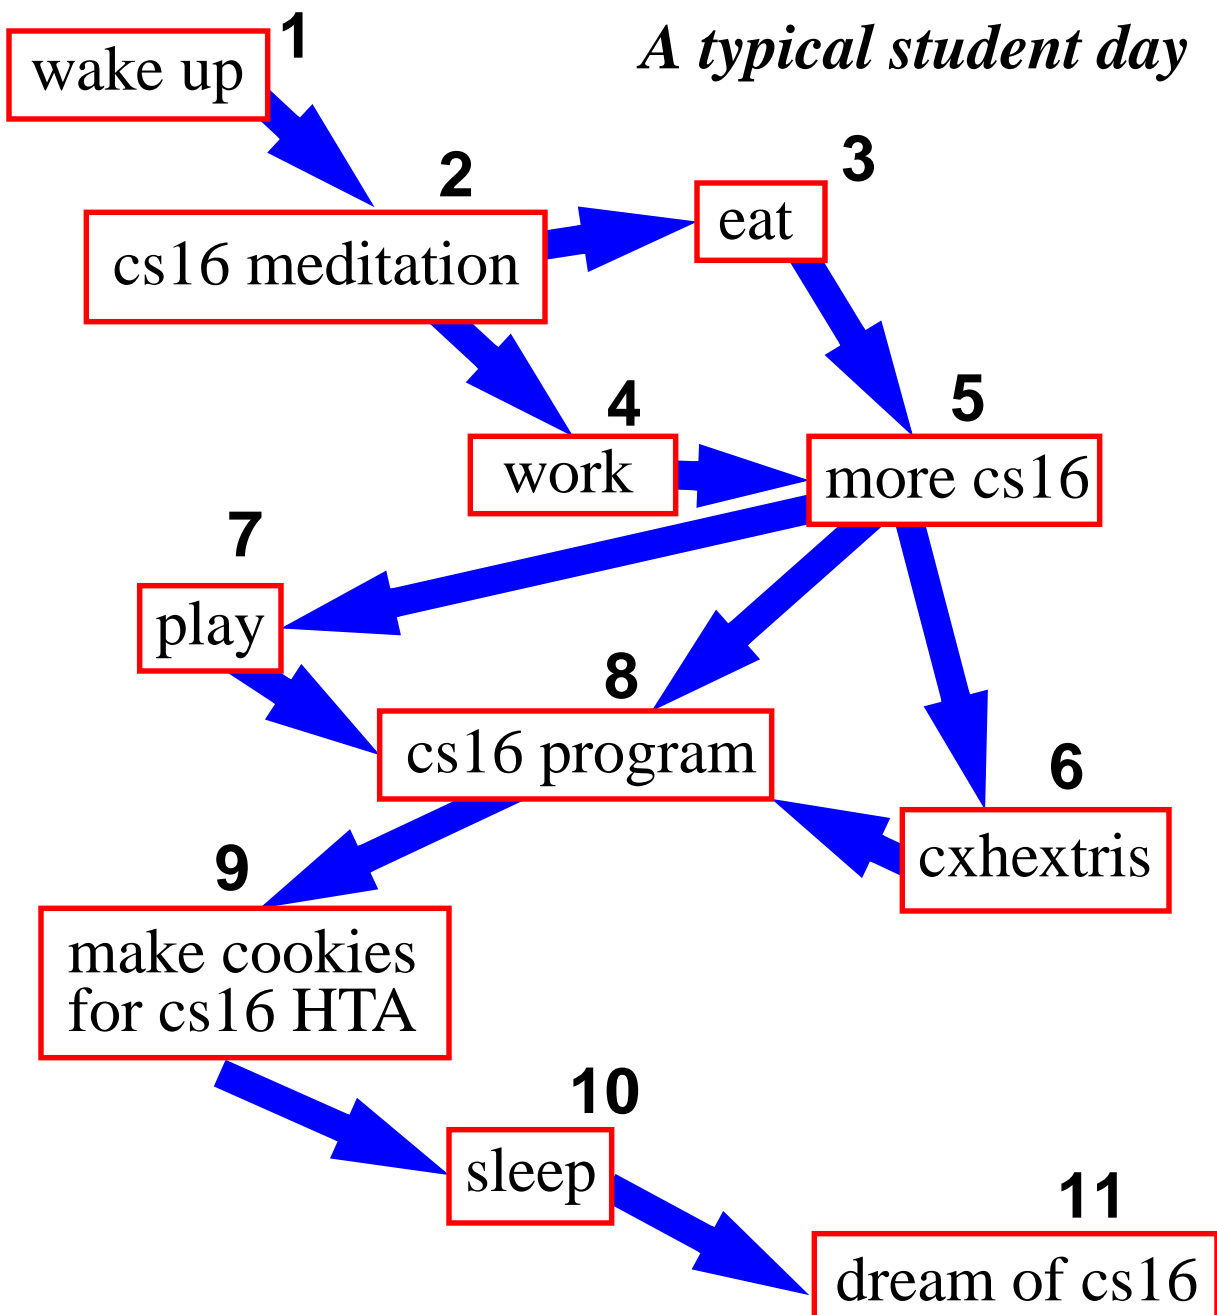 A typical student day
1
wake up
2
cs16 meditation
3
eat
4
work
5
more cs16
7
play
8
cs16 program
6
cxhextris
9
make cookies
for cs16 HTA
10
sleep
11
dream of cs16